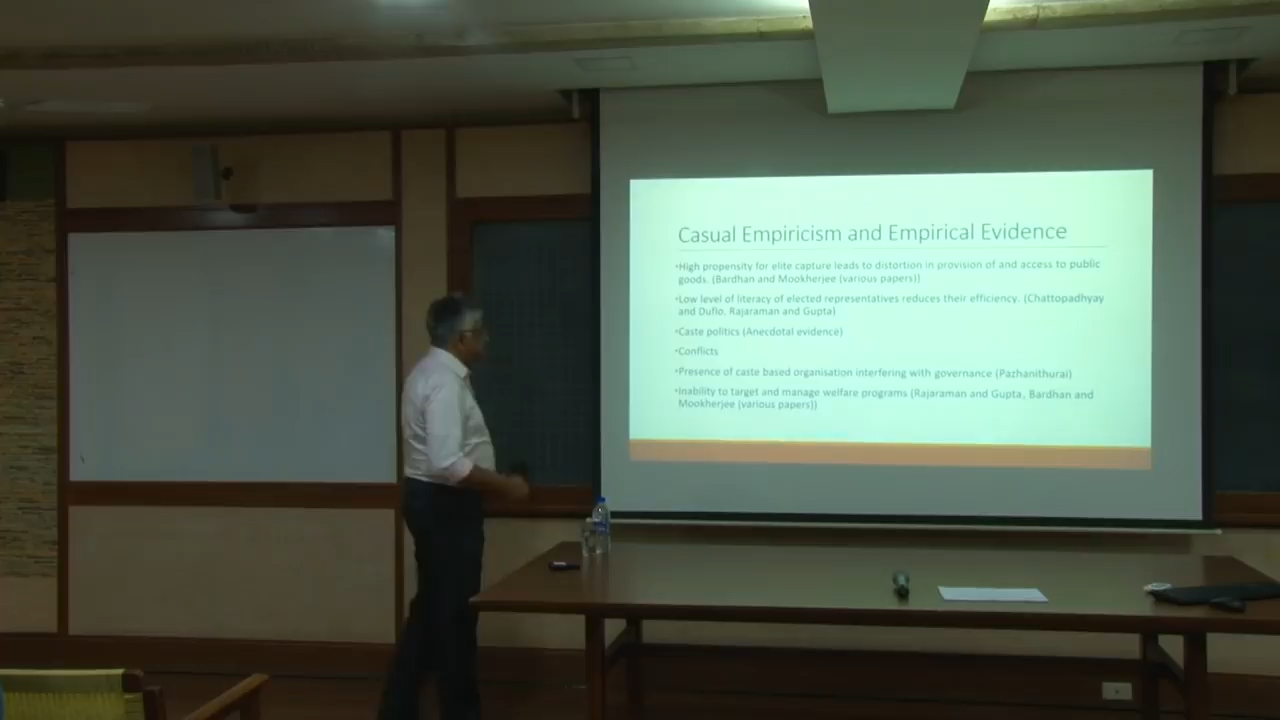 Casual Empiricism and Empirical Evidence
•High propensity for elite capture leads to distortion in provision of and access to public
goods. (Bardhan and Mookherjee (various papers))
•Low level of literacy of elected representatives reduces their efficiency. (Chattopadhyay
and Duflo, Rajaraman and Gupta)
•Caste politics (Anecdotal evidence)
•Conflicts
•Presence of caste based organisation interfering with governance (Pazhanithurai)
•Inability to target and manage welfare programs (Rajaraman and Gupta, Bardhan and
Mookherjee (various papers))